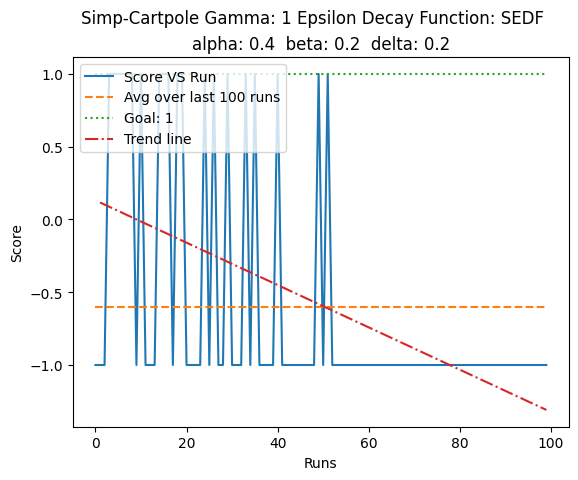 Simp-Cartpole Gamma: 1 Epsilon Decay Function: SEDF
alpha: 0.4  beta: 0.2  delta: 0.2
1.0
0.5
0.0
−0.5
−1.0
Score
Score VS Run
Avg over last 100 runs
Goal: 1
Trend line
0 20 40 60 80 100
Runs